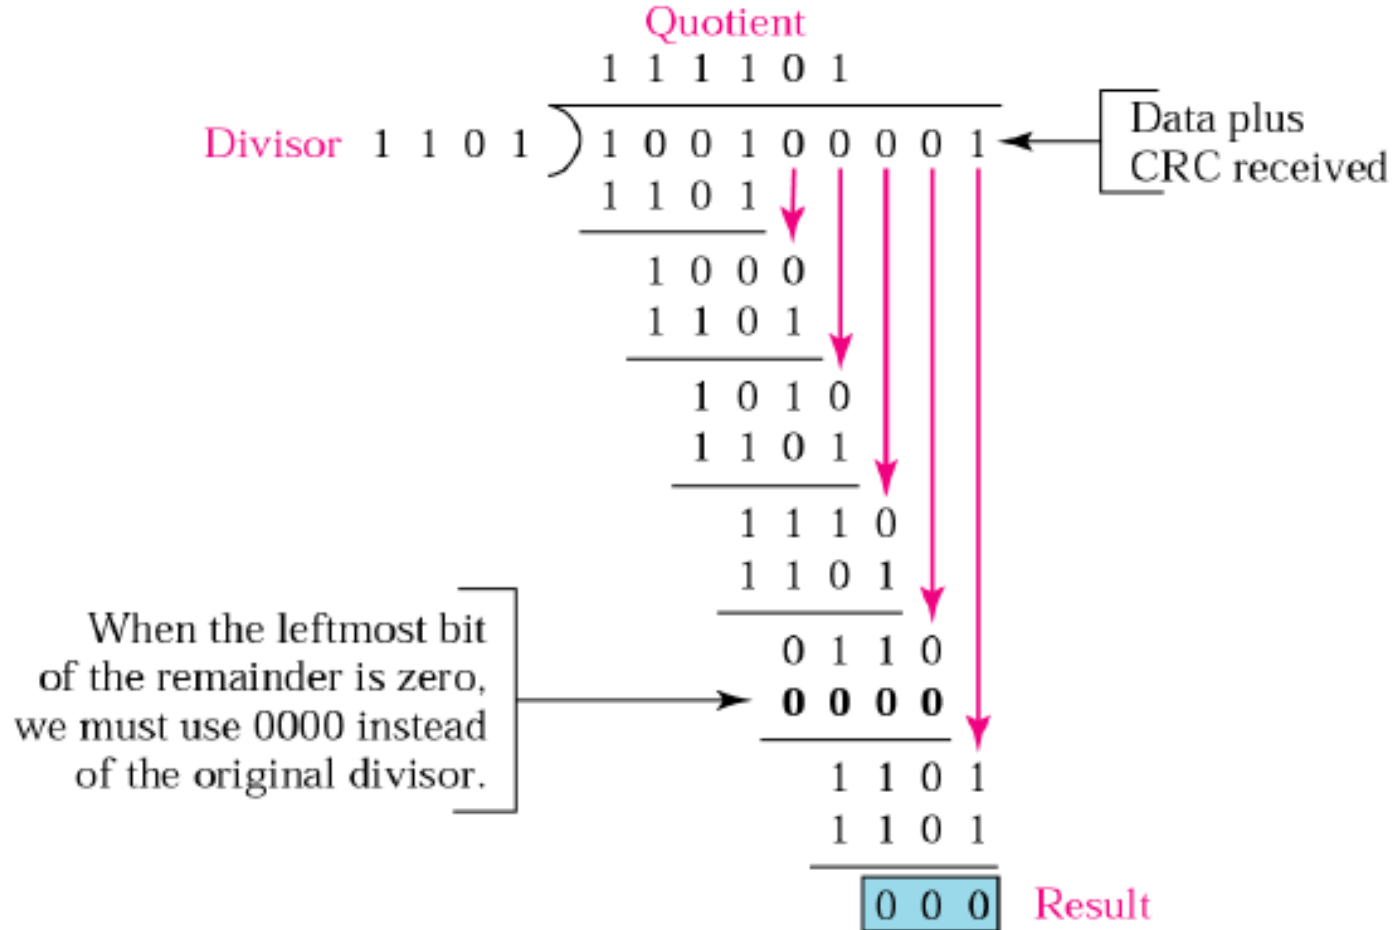 Quotient
1 1 1 1 0 1
Divisor 1 1 0 1 1 0 0 1 0 0 0 0 1
Data plus
CRC received
1 1 0 1
1 0 0 0
1 1 0 1
1 0 1 0
1 1 0 1
1 1 1 0
1 1 0 1
When the leftmost bit
of the remainder is zero,
we must use 0000 instead
of the original divisor.
0 1 1 0
0 0 0 0
1 1 0 1
1 1 0 1
0 0 0 Result